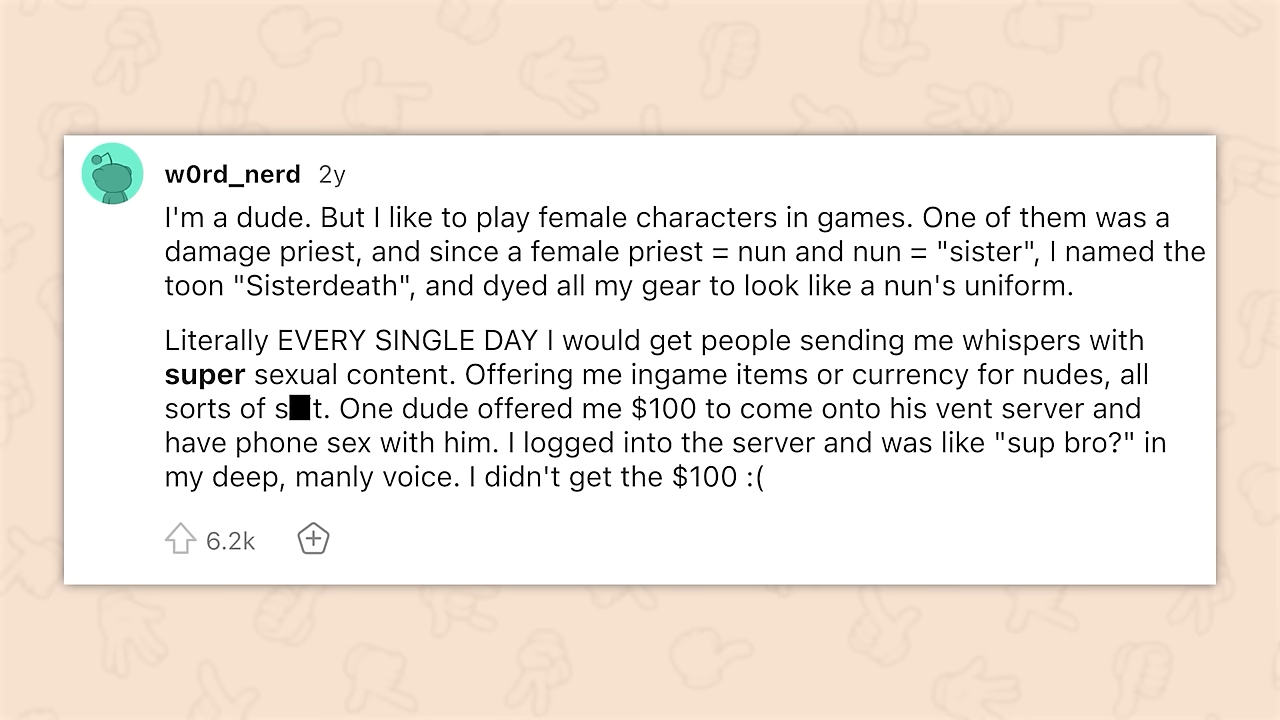 w0rd_nerd 2y
I'm a dude. But I like to play female characters in games. One of them was a
damage priest, and since a female priest = nun and nun = "sister", I named the
toon "Sisterdeath", and dyed all my gear to look like a nun's uniform.
Literally EVERY SINGLE DAY I would get people sending me whispers with
super sexual content. Offering me ingame items or currency for nudes, all
sorts of s█t. One dude offered me $100 to come onto his vent server and
have phone sex with him. I logged into the server and was like "sup bro?" in
my deep, manly voice. I didn't get the $100 :(
6.2k